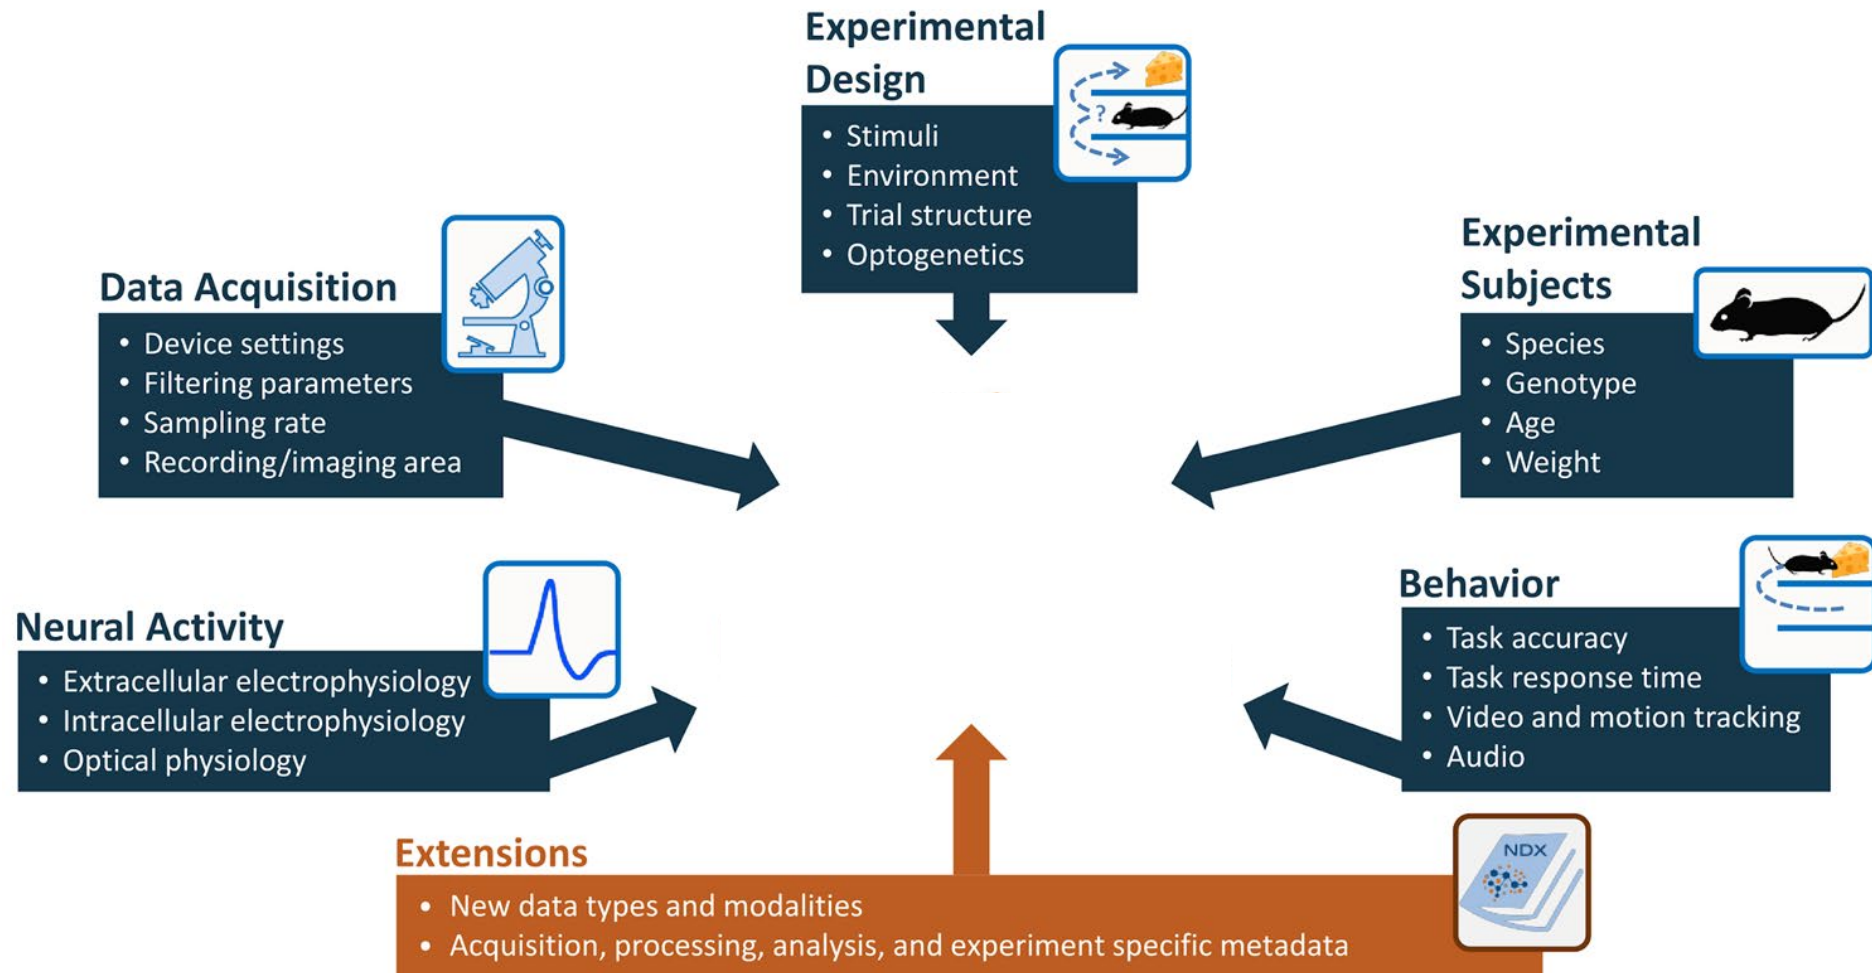 Experimental
Design
• Stimuli
• Environment
• Trial structure
• Optogenetics
?
Data Acquisition
• Device settings
• Filtering parameters
• Sampling rate
• Recording/imaging area
Experimental
Subjects
• Species
• Genotype
• Age
• Weight
Neural Activity
• Extracellular electrophysiology
• Intracellular electrophysiology
• Optical physiology
Behavior
• Task accuracy
• Task response time
• Video and motion tracking
• Audio
Extensions
• New data types and modalities
• Acquisition, processing, analysis, and experiment specific metadata
NDX